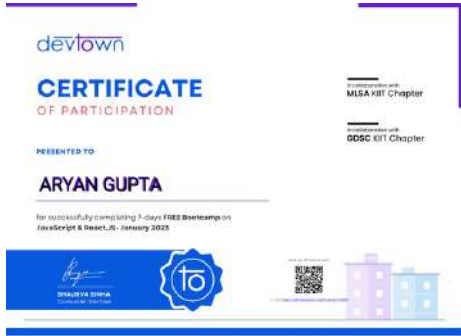 devtown
CERTIFICATE
OF PARTICIPATION
In collaboration with
MLSA KIIT Chapter
In collaboration with
GDSC KIIT Chapter
PRESENTED TO
ARYAN GUPTA
for successfully completing 7-days FREE Bootcamp on
JavaScript & React.JS- January 2023
to
SHAURYA SINHA